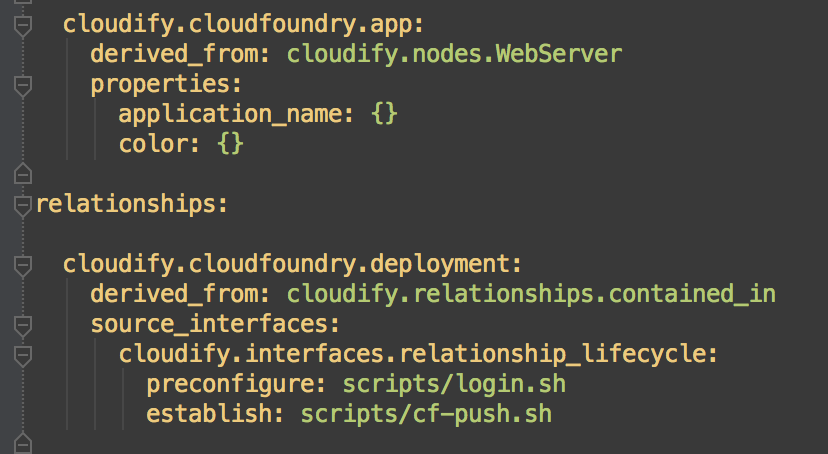 cloudify.cloudfoundry.app:
derived_from: cloudify.nodes.WebServer
properties:
application_name: {}
color: {}
relationships:
cloudify.cloudfoundry.deployment:
derived_from: cloudify.relationships.contained_in
source_interfaces:
cloudify.interfaces.relationship_lifecycle:
preconfigure: scripts/login.sh
establish: scripts/cf-push.sh